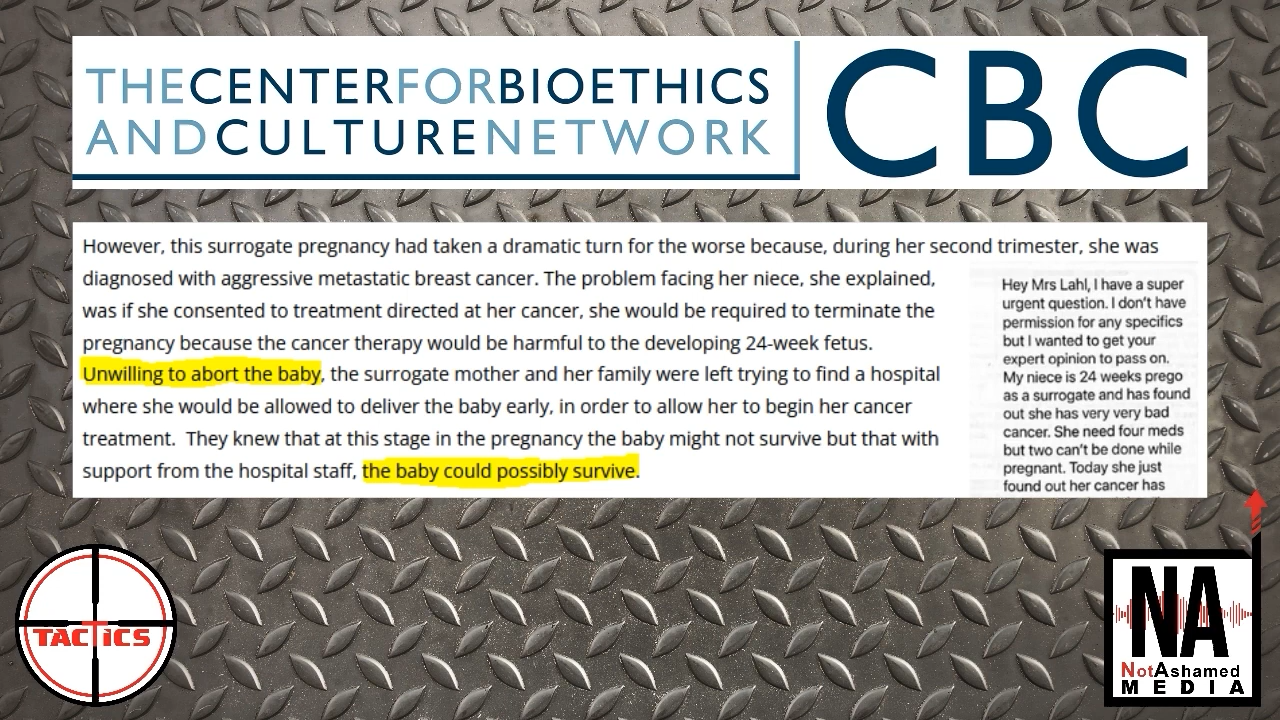 THECENTERFORBIOETHICS
ANDCULTURENETWORK
CBC
However, this surrogate pregnancy had taken a dramatic turn for the worse because, during her second trimester, she was
diagnosed with aggressive metastatic breast cancer. The problem facing her niece, she explained,
was if she consented to treatment directed at her cancer, she would be required to terminate the
pregnancy because the cancer therapy would be harmful to the developing 24-week fetus.
Unwilling to abort the baby, the surrogate mother and her family were left trying to find a hospital
where she would be allowed to deliver the baby early, in order to allow her to begin her cancer
treatment. They knew that at this stage in the pregnancy the baby might not survive but that with
support from the hospital staff, the baby could possibly survive.
Hey Mrs Lahl, I have a super
urgent question. I don't have
permission for any specifics
but I wanted to get your
expert opinion to pass on.
My niece is 24 weeks prego
as a surrogate and has found
out she has very very bad
cancer. She need four meds
but two can't be done while
pregnant. Today she just
found out her cancer has
TACTICS
NA
NotAshamed
MEDIA